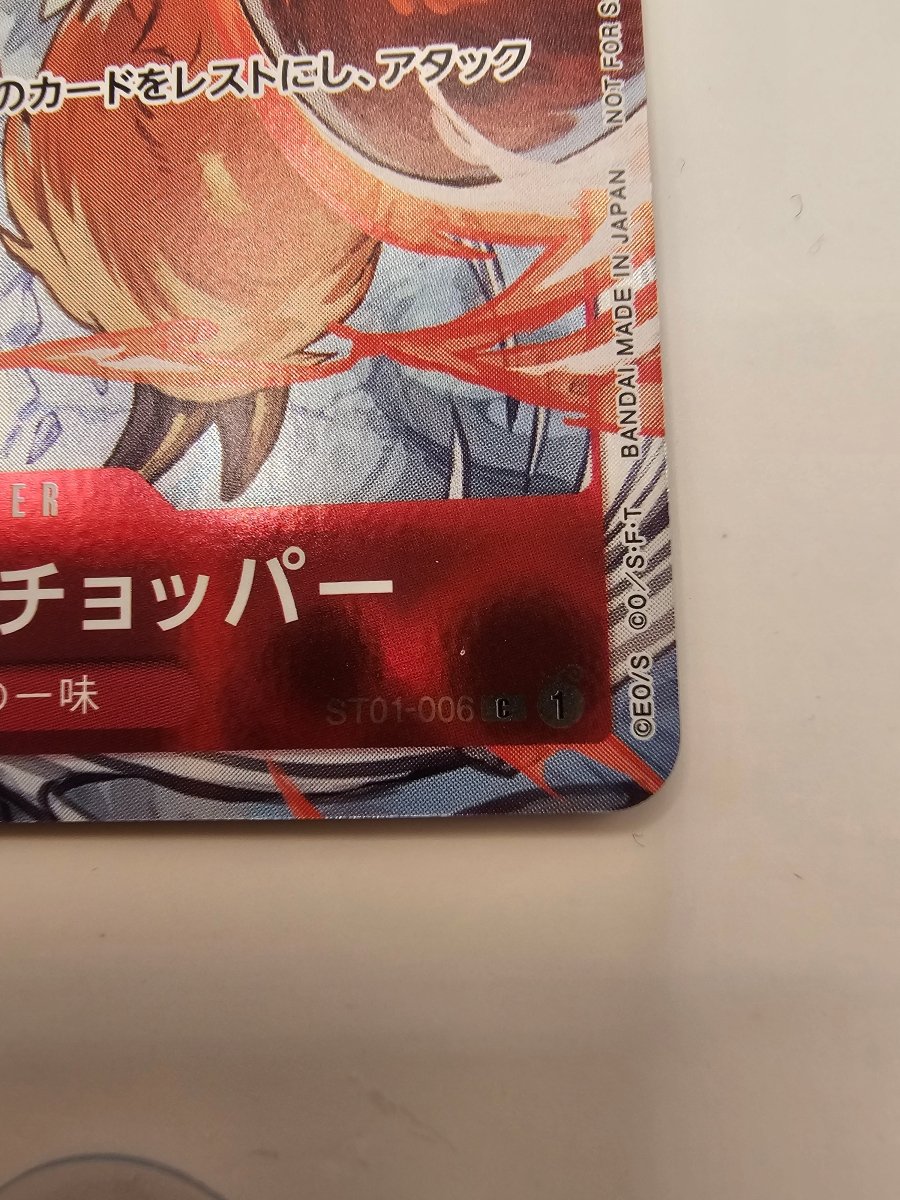 のカードをレストにし、アタック
NOT FOR S
BANDAI MADE IN JAPAN
©EO/S ©O/S・F・T
ER
チョッパー
の一味
ST01-006 C 1